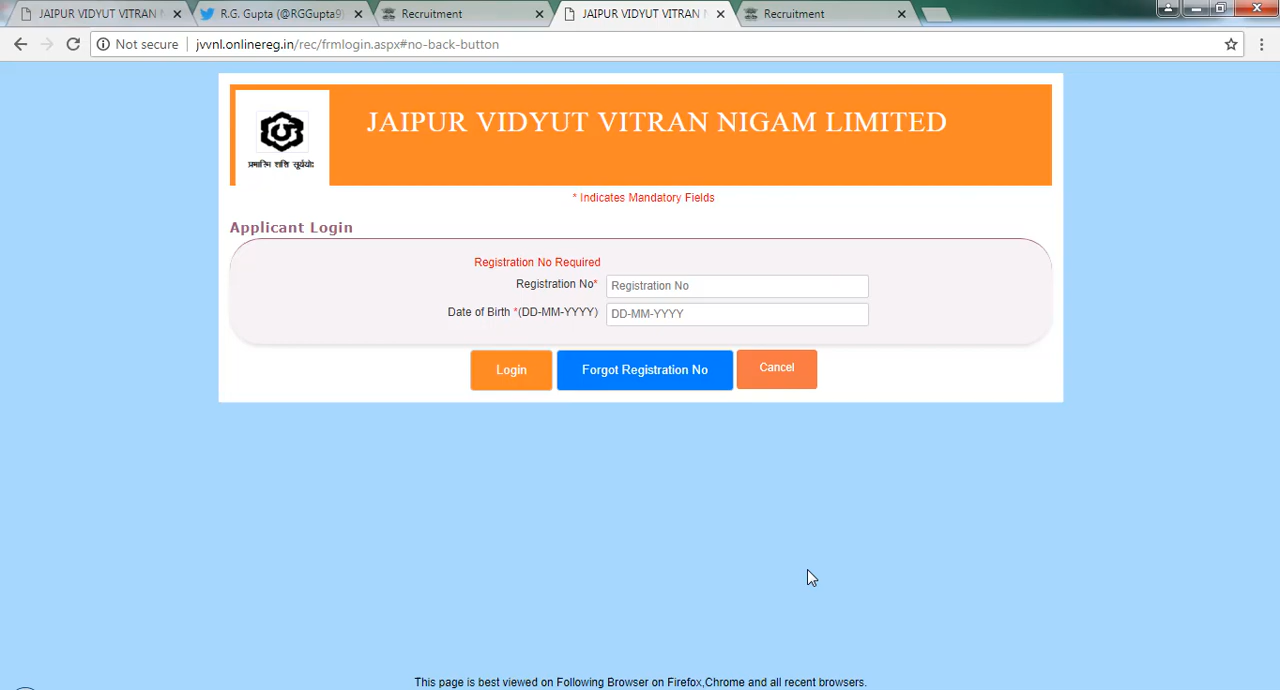 JAIPUR VIDYUT VITRAN
R.G. Gupta (@RGGupta9)
Recruitment
JAIPUR VIDYUT VITRAN
Recruitment
Not secure
jvvnl.onlinereg.in/rec/frmlogin.aspx#no-back-button
JAIPUR VIDYUT VITRAN NIGAM LIMITED
* Indicates Mandatory Fields
Applicant Login
Registration No Required
Registration No* Registration No
Date of Birth *(DD-MM-YYYY) DD-MM-YYYY
Login Forgot Registration No Cancel
This page is best viewed on Following Browser on Firefox,Chrome and all recent browsers.